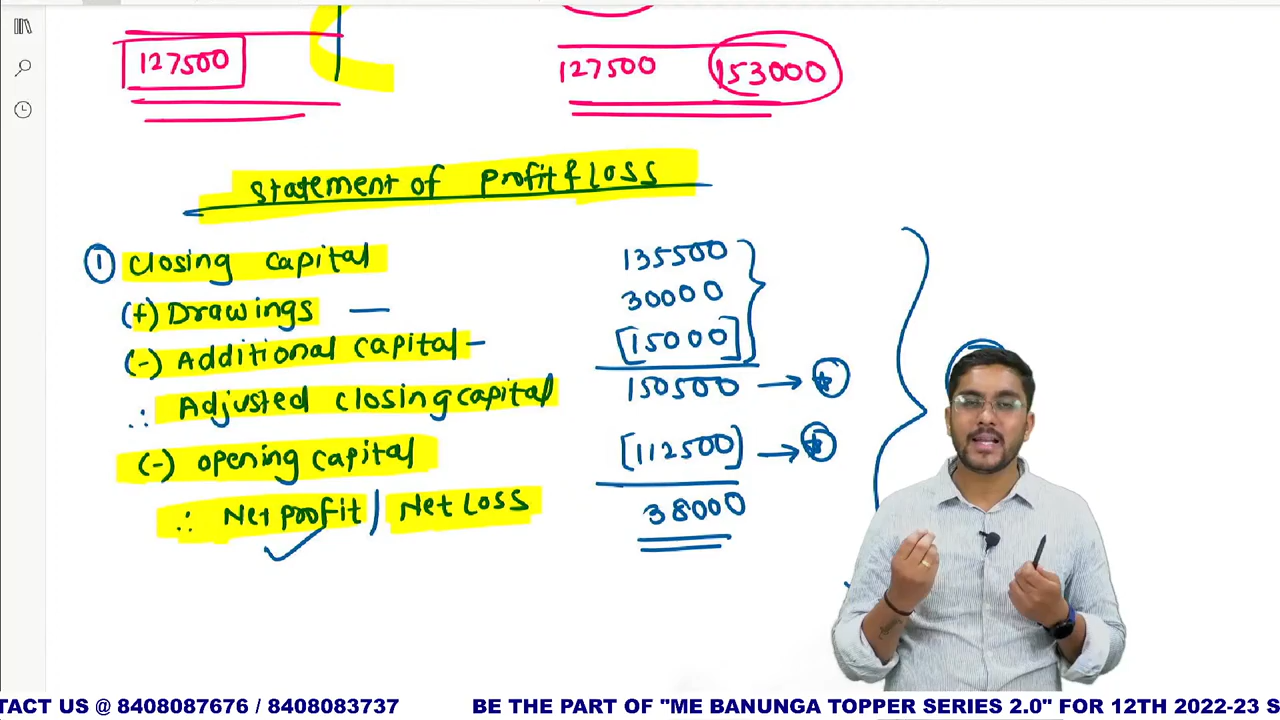 127500
127500 153000
Statement of Profit & Loss
① Closing capital 135500
(+) Drawings — 30000
(-) Additional capital - [15000]
∴ Adjusted closing capital 150500 →
(-) opening capital [112500] →
∴ Net profit / Net Loss 38000
TACT US @ 8408087676 / 8408083737 BE THE PART OF "ME BANUNGA TOPPER SERIES 2.0" FOR 12TH 2022-23 S